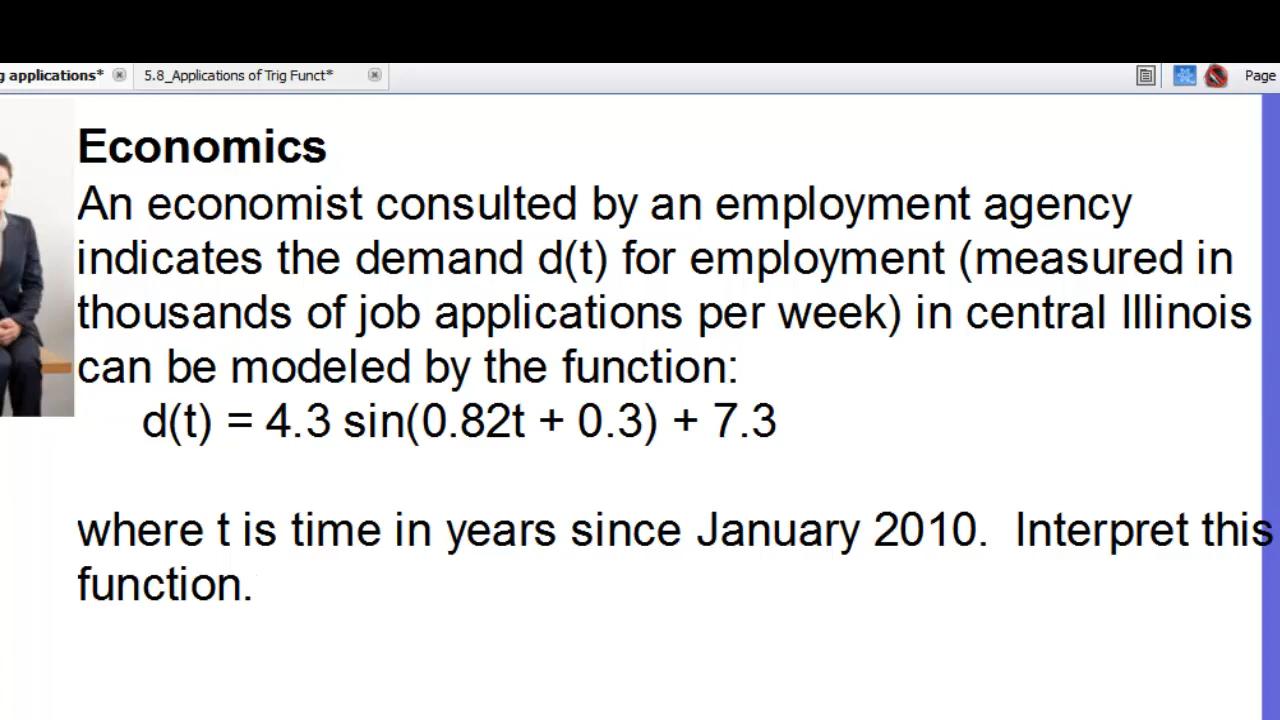 g applications*
5.8_Applications of Trig Funct*
Page
Economics
An economist consulted by an employment agency
indicates the demand d(t) for employment (measured in
thousands of job applications per week) in central Illinois
can be modeled by the function:
d(t) = 4.3 sin(0.82t + 0.3) + 7.3
where t is time in years since January 2010. Interpret this
function.